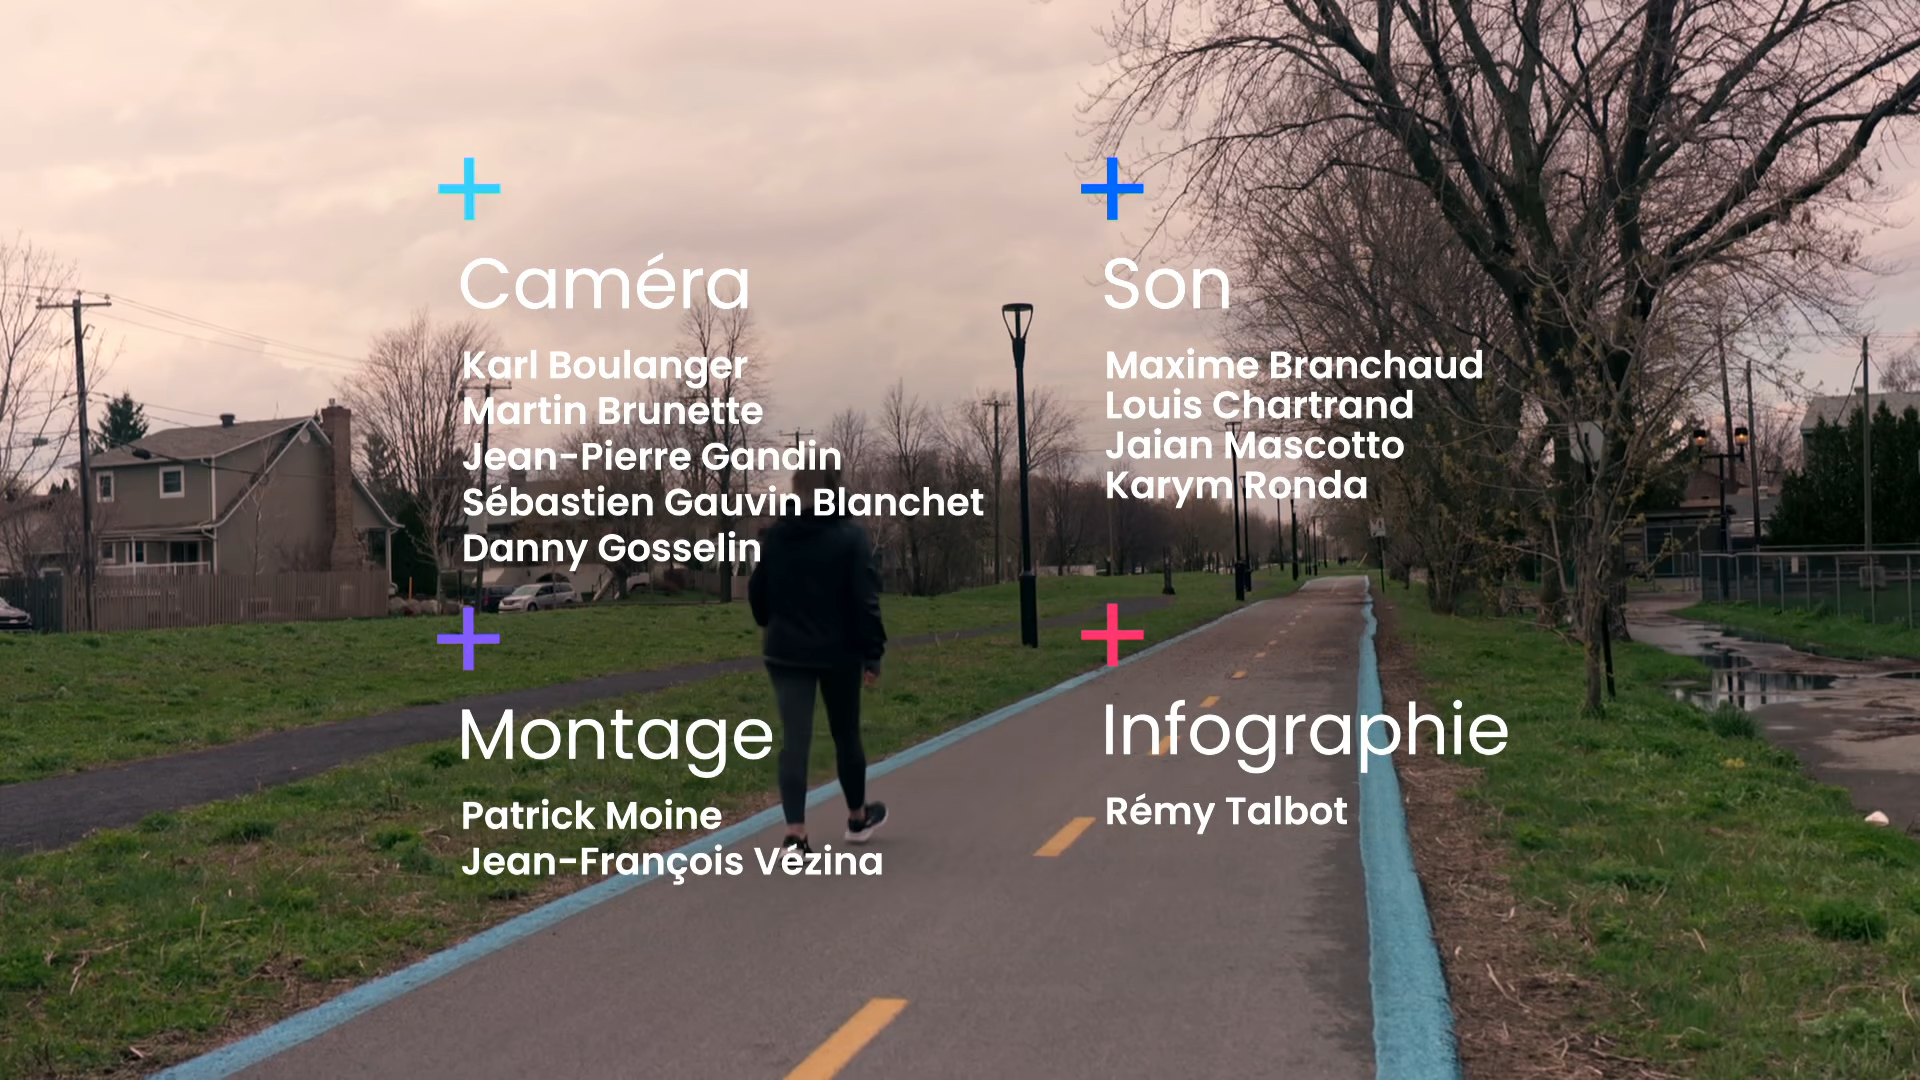 Caméra
Karl Boulanger
Martin Brunette
Jean-Pierre Gandin
Sébastien Gauvin Blanchet
Danny Gosselin
Son
Maxime Branchaud
Louis Chartrand
Jaian Mascotto
Karym Ronda
Montage
Patrick Moine
Jean-François Vézina
Infographie
Rémy Talbot